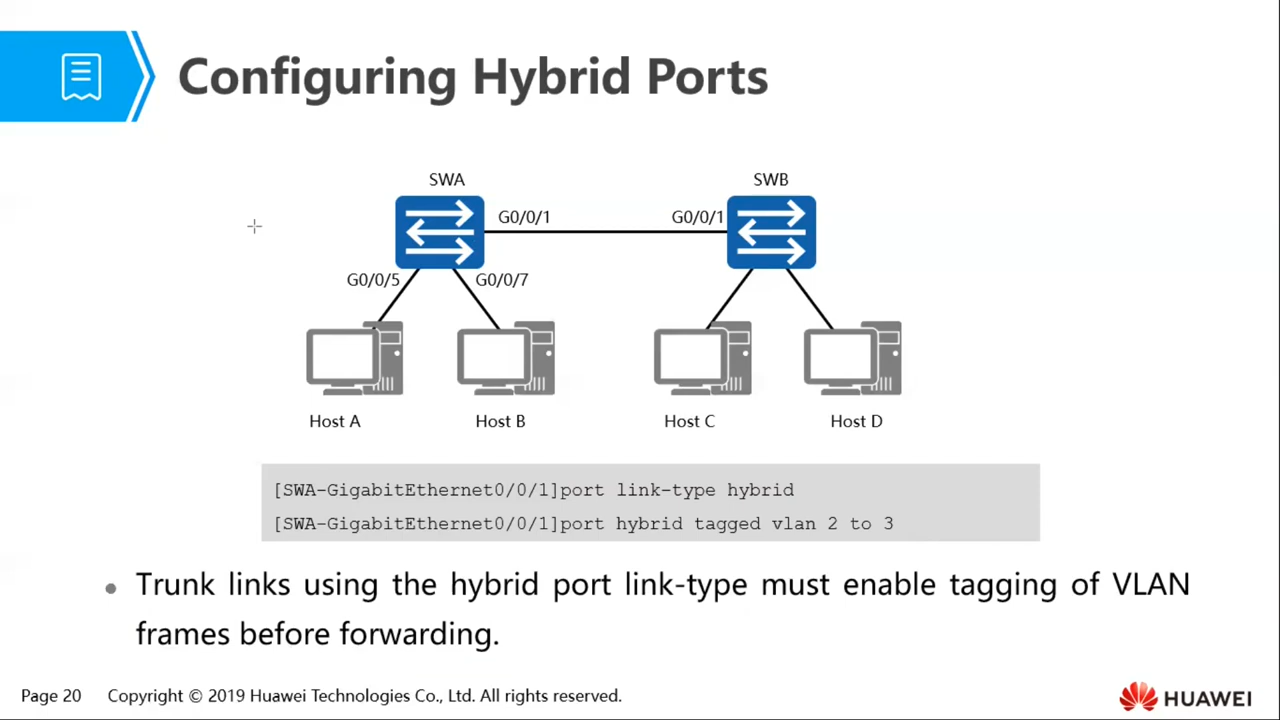 Configuring Hybrid Ports
SWA
SWB
G0/0/1
G0/0/1
G0/0/5
G0/0/7
Host A
Host B
Host C
Host D
[SWA-GigabitEthernet0/0/1]port link-type hybrid
[SWA-GigabitEthernet0/0/1]port hybrid tagged vlan 2 to 3
• Trunk links using the hybrid port link-type must enable tagging of VLAN
frames before forwarding.
Page 20
Copyright © 2019 Huawei Technologies Co., Ltd. All rights reserved.
HUAWEI